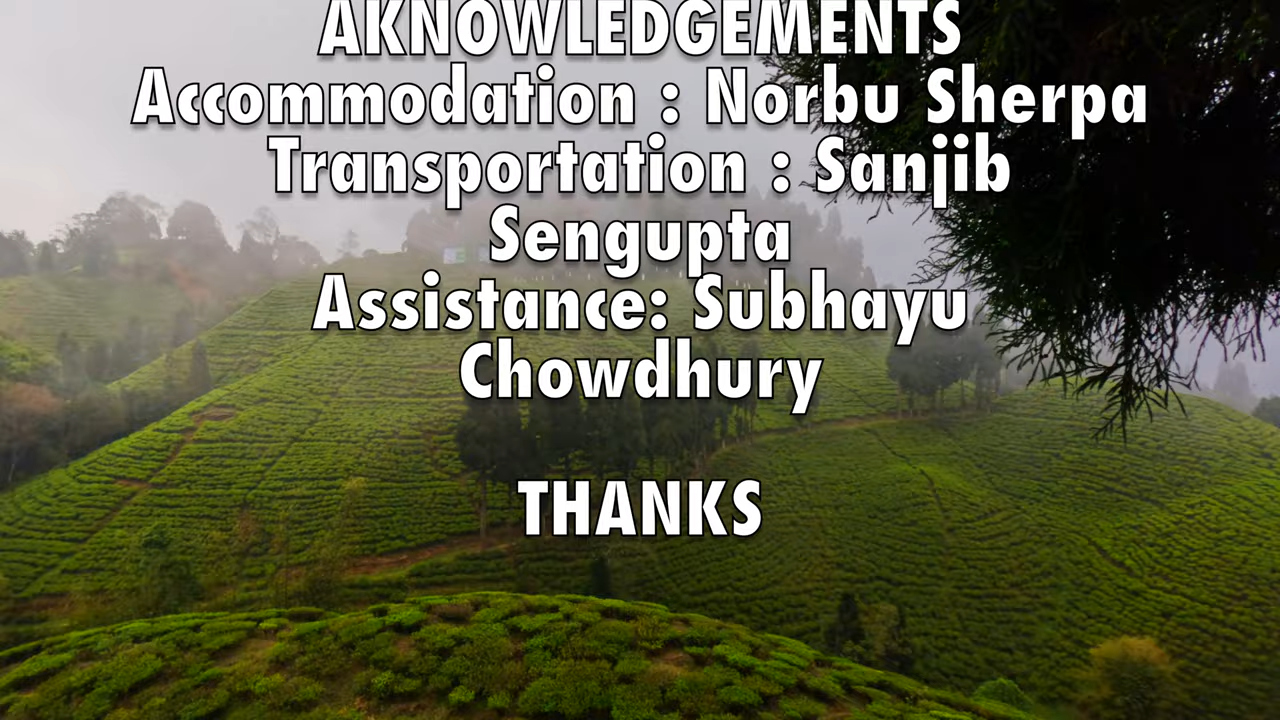 AKNOWLEDGEMENTS
Accommodation : Norbu Sherpa
Transportation : Sanjib
Sengupta
Assistance: Subhayu
Chowdhury
THANKS